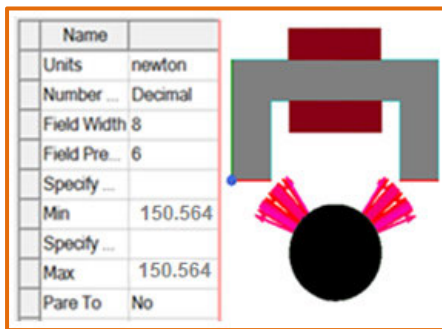 Name
Units newton
Number ... Decimal
Field Width 8
Field Pre... 6
Specify ...
Min 150.564
Specify ...
Max 150.564
Pare To No